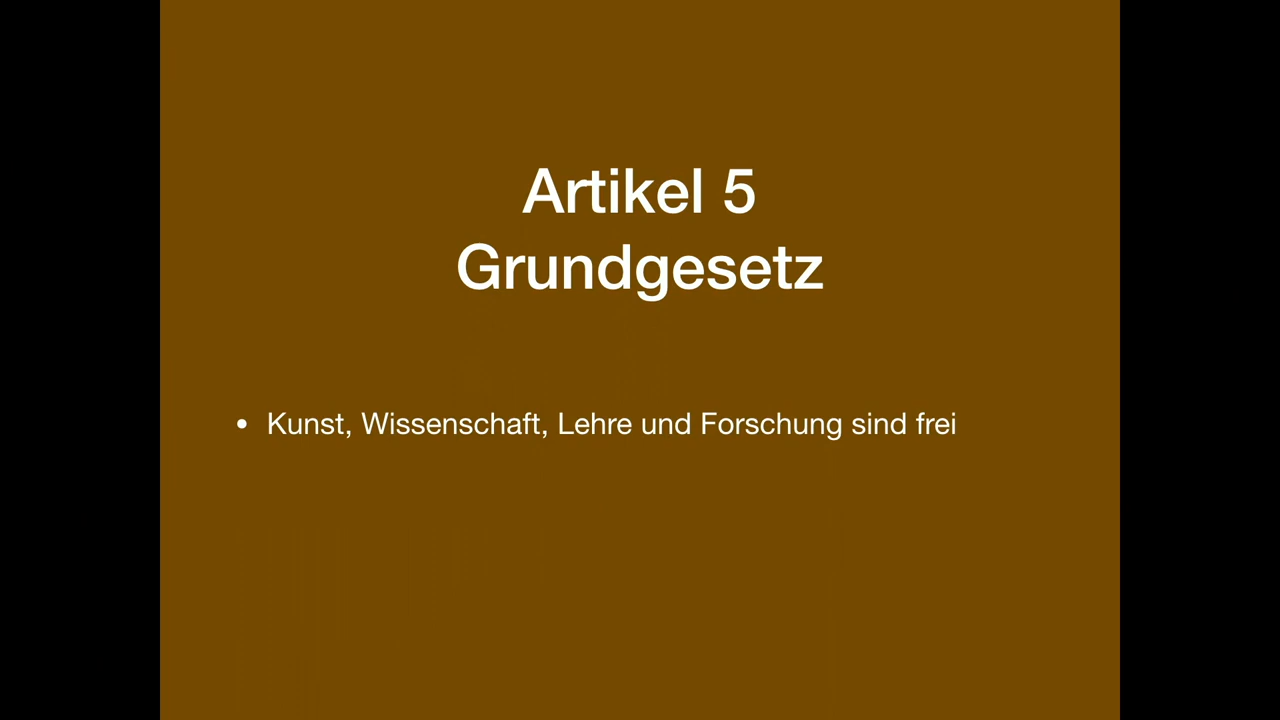 Artikel 5
Grundgesetz
• Kunst, Wissenschaft, Lehre und Forschung sind frei